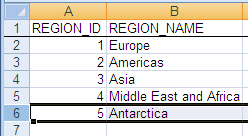 A B
1 REGION_ID REGION_NAME
2 1 Europe
3 2 Americas
4 3 Asia
5 4 Middle East and Africa
6 5 Antarctica
7